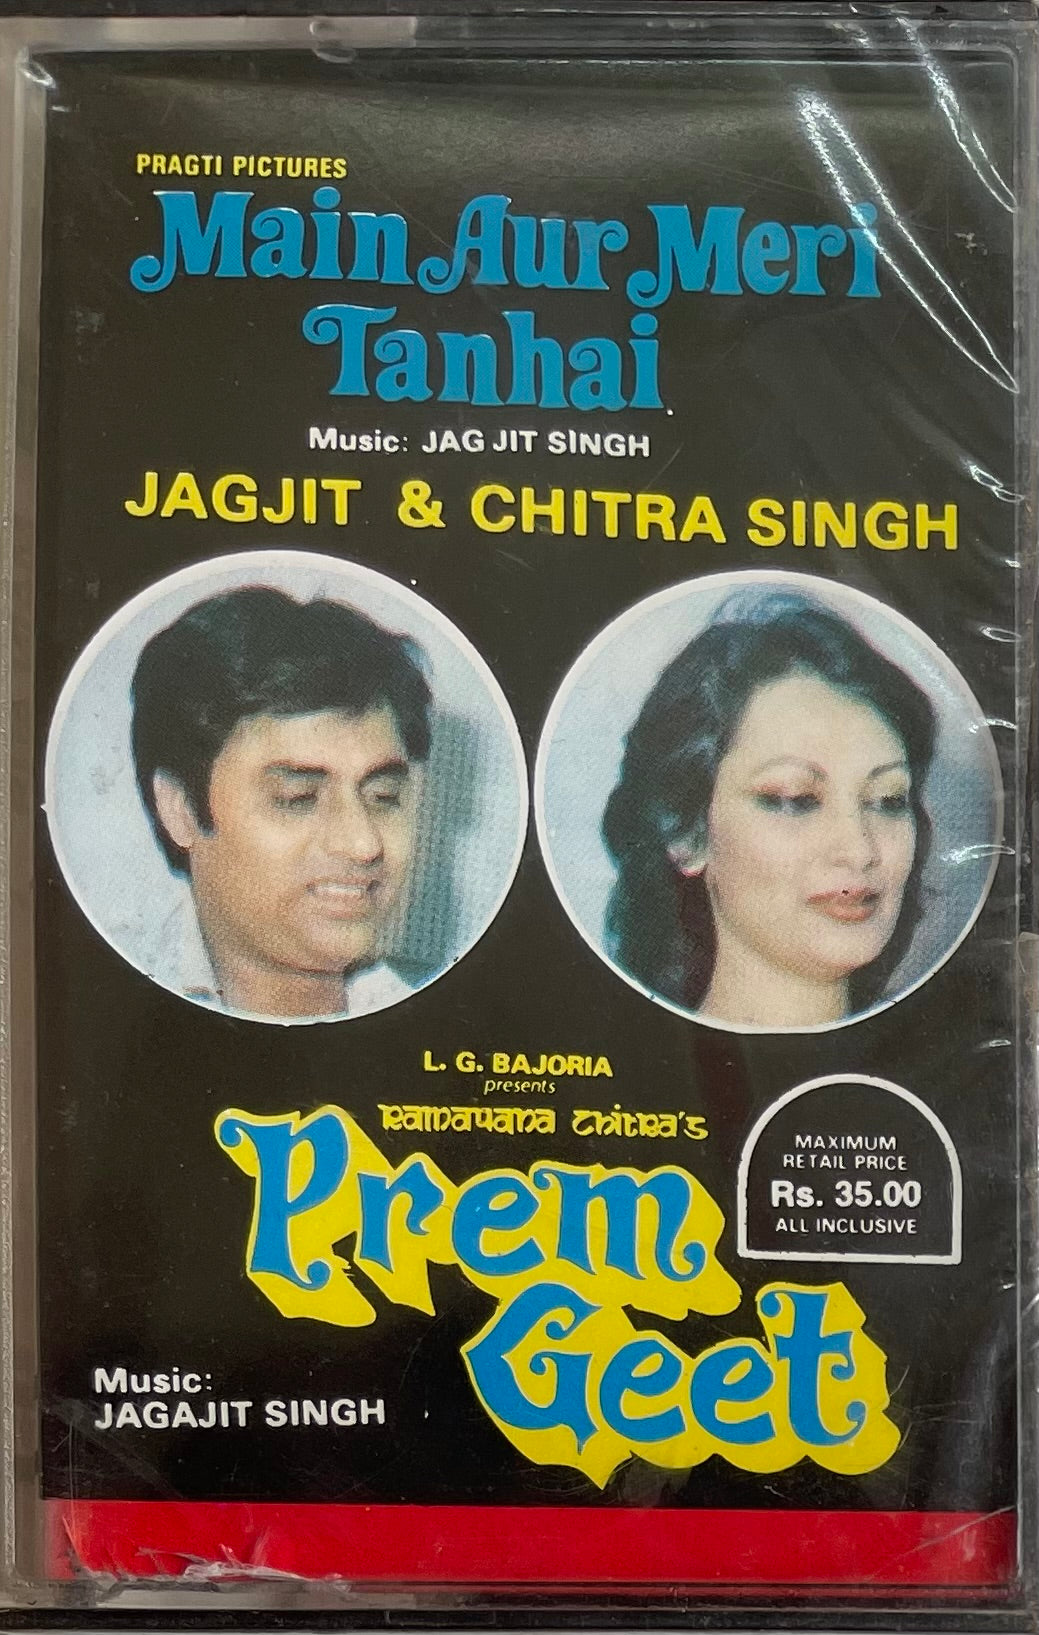 PRAGTI PICTURES
Main Aur Meri
Tanhai
Music: JAG JIT SINGH
JAGJIT & CHITRA SINGH
L. G. BAJORIA
presents
RAMAYANA CHITRA'S
Prem
Geet
MAXIMUM
RETAIL PRICE
Rs. 35.00
ALL INCLUSIVE
Music:
JAGAJIT SINGH